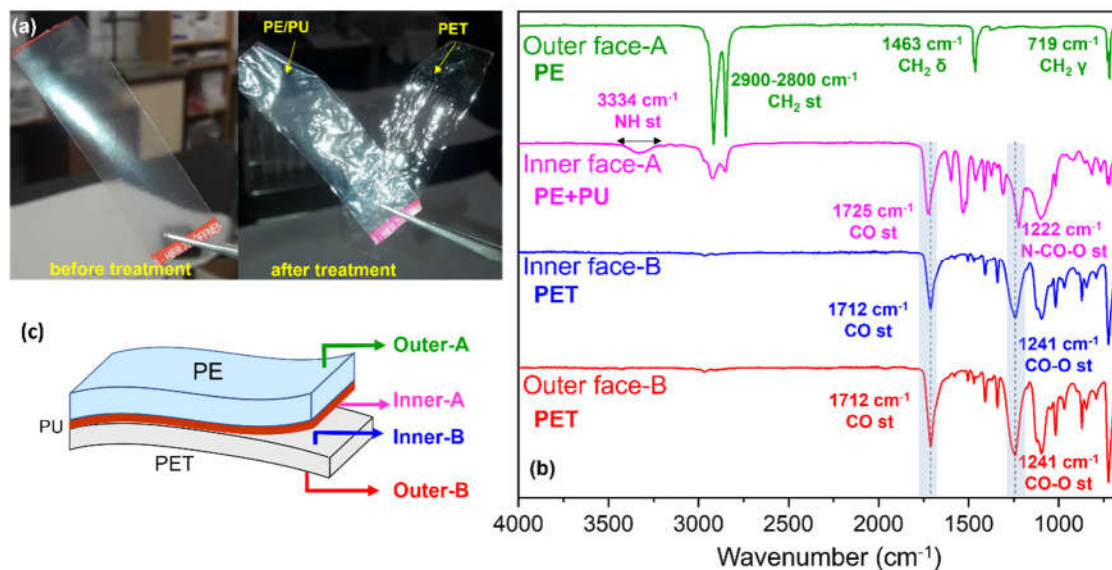 (a)
PE/PU
PET
HIER ÖFFNEN
before treatment
after treatment
(c)
PE
PU
PET
Outer-A
Inner-A
Inner-B
Outer-B
Outer face-A
PE
2900-2800 cm⁻¹
CH₂ st
1463 cm⁻¹
CH₂ δ
719 cm⁻¹
CH₂ γ
3334 cm⁻¹
NH st
Inner face-A
PE+PU
1725 cm⁻¹
CO st
1222 cm⁻¹
N-CO-O st
Inner face-B
PET
1712 cm⁻¹
CO st
1241 cm⁻¹
CO-O st
Outer face-B
PET
1712 cm⁻¹
CO st
1241 cm⁻¹
CO-O st
(b)
4000 3500 3000 2500 2000 1500 1000
Wavenumber (cm⁻¹)